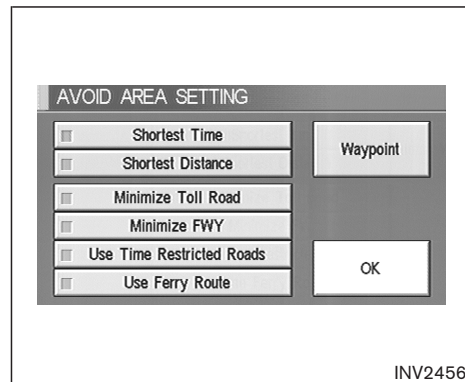 AVOID AREA SETTING
Shortest Time
Shortest Distance
Waypoint
Minimize Toll Road
Minimize FWY
Use Time Restricted Roads
Use Ferry Route
OK
INV2456